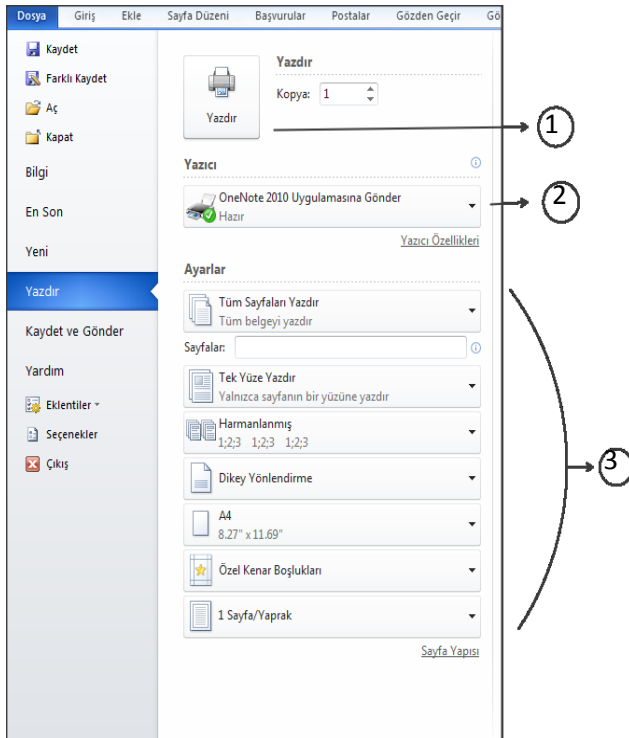 Dosya Giriş Ekle Sayfa Düzeni Başvurular Postalar Gözden Geçir Gö
Kaydet
Farklı Kaydet
Aç
Kapat
Bilgi
En Son
Yeni
Yazdır
Kaydet ve Gönder
Yardım
Eklentiler
Seçenekler
Çıkış
Yazdır
Yazdır
Kopya: 1
1
Yazıcı
OneNote 2010 Uygulamasına Gönder
Hazır
2
Yazıcı Özellikleri
Ayarlar
Tüm Sayfaları Yazdır
Tüm belgeyi yazdır
Sayfalar:
Tek Yüze Yazdır
Yalnızca sayfanın bir yüzüne yazdır
Harmanlanmış
1;2;3 1;2;3 1;2;3
3
Dikey Yönlendirme
A4
8.27" x 11.69"
Özel Kenar Boşlukları
1 Sayfa/Yaprak
Sayfa Yapısı